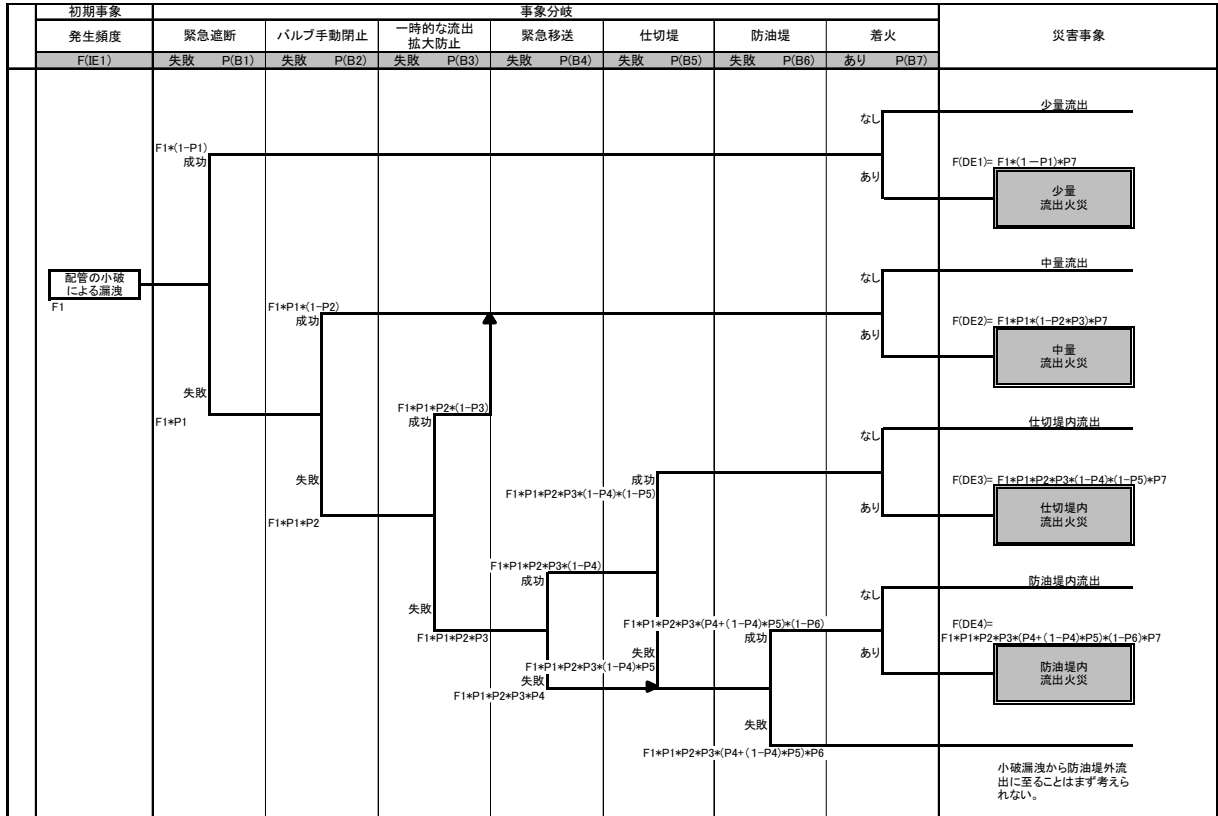 初期事象
事象分岐
災害事象
発生頻度
緊急遮断
バルブ手動閉止
一時的な流出
拡大防止
緊急移送
仕切堤
防油堤
着火
F(IE1)
失敗 P(B1)
失敗 P(B2)
失敗 P(B3)
失敗 P(B4)
失敗 P(B5)
失敗 P(B6)
あり P(B7)
少量流出
なし
F1*(1-P1)
成功
F(DE1)= F1*(1-P1)*P7
あり
少量
流出火災
中量流出
配管の小破
による漏洩
なし
F1
F1*P1*(1-P2)
成功
F(DE2)= F1*P1*(1-P2*P3)*P7
あり
中量
流出火災
失敗
F1*P1*P2*(1-P3)
成功
F1*P1
仕切堤内流出
なし
失敗
成功
F(DE3)= F1*P1*P2*P3*(1-P4)*(1-P5)*P7
F1*P1*P2*P3*(1-P4)*(1-P5)
あり
F1*P1*P2
仕切堤内
流出火災
F1*P1*P2*P3*(1-P4)
成功
防油堤内流出
なし
失敗
F1*P1*P2*P3
F1*P1*P2*P3*(P4+(1-P4)*P5)*(1-P6)
成功
F(DE4)=
F1*P1*P2*P3*(P4+(1-P4)*P5)*(1-P6)*P7
失敗
あり
F1*P1*P2*P3*(1-P4)*P5
失敗
F1*P1*P2*P3*P4
防油堤内
流出火災
失敗
F1*P1*P2*P3*(P4+(1-P4)*P5)*P6
小破漏洩から防油堤外流
出に至ることはまず考えら
れない。